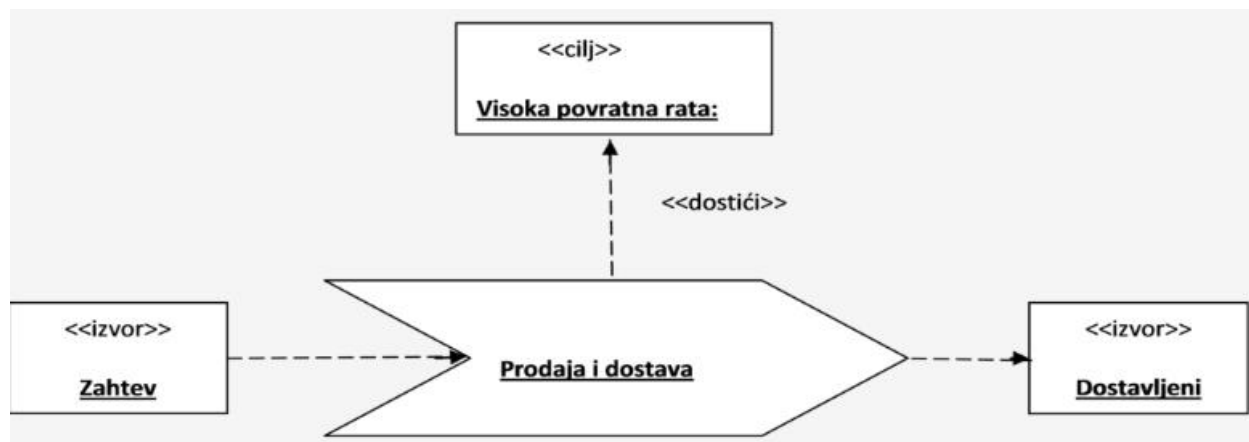 <<cilj>>
Visoka povratna rata:
<<dostići>>
<<izvor>>
Zahtev
Prodaja i dostava
<<izvor>>
Dostavljeni